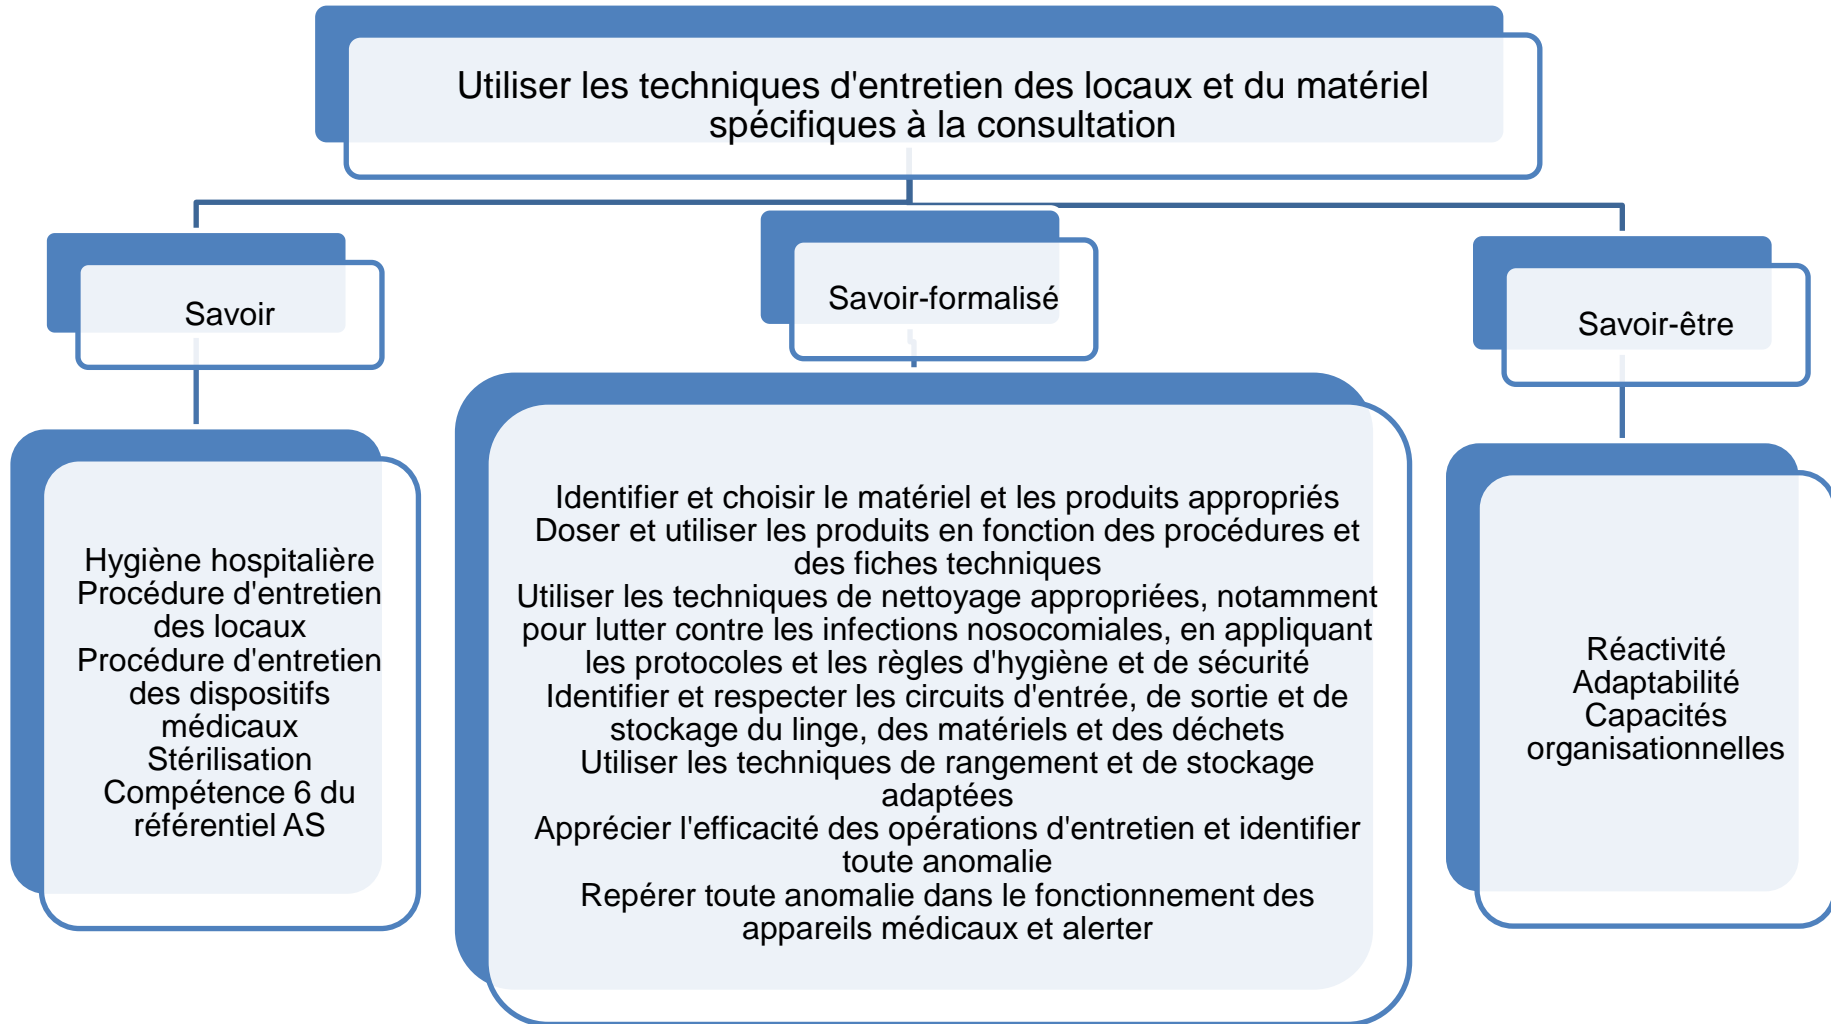 Utiliser les techniques d'entretien des locaux et du matériel
spécifiques à la consultation
Savoir
Savoir-formalisé
Savoir-être
Hygiène hospitalière
Procédure d'entretien
des locaux
Procédure d'entretien
des dispositifs
médicaux
Stérilisation
Compétence 6 du
référentiel AS
Identifier et choisir le matériel et les produits appropriés
Doser et utiliser les produits en fonction des procédures et
des fiches techniques
Utiliser les techniques de nettoyage appropriées, notamment
pour lutter contre les infections nosocomiales, en appliquant
les protocoles et les règles d'hygiène et de sécurité
Identifier et respecter les circuits d'entrée, de sortie et de
stockage du linge, des matériels et des déchets
Utiliser les techniques de rangement et de stockage
adaptées
Apprécier l'efficacité des opérations d'entretien et identifier
toute anomalie
Repérer toute anomalie dans le fonctionnement des
appareils médicaux et alerter
Réactivité
Adaptabilité
Capacités
organisationnelles